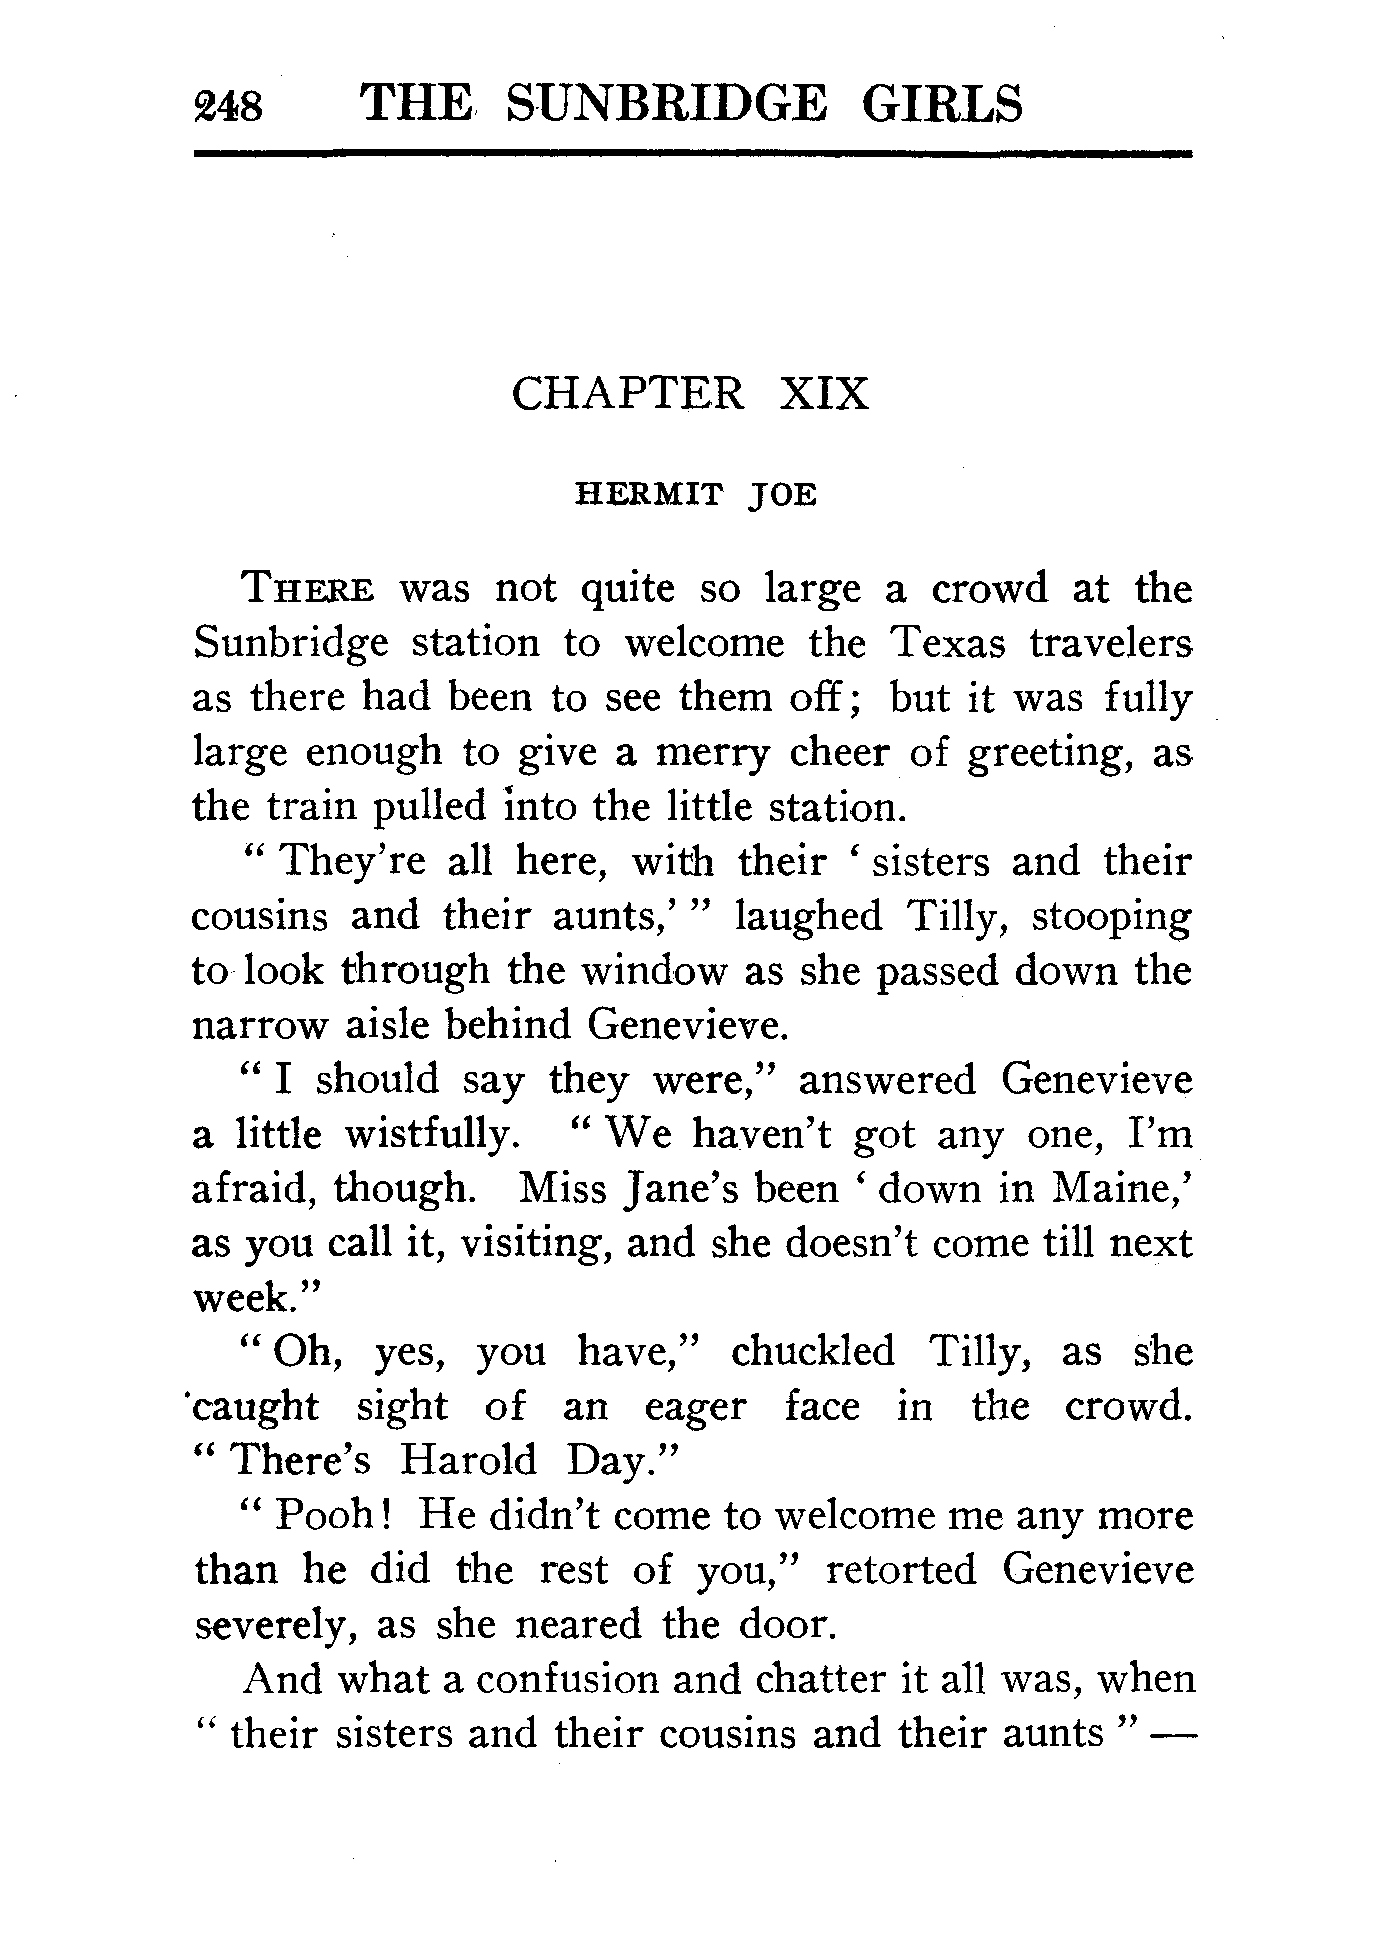 248 THE SUNBRIDGE GIRLS
CHAPTER XIX
HERMIT JOE
THERE was not quite so large a crowd at the
Sunbridge station to welcome the Texas travelers
as there had been to see them off; but it was fully
large enough to give a merry cheer of greeting, as
the train pulled into the little station.
" They're all here, with their ‘ sisters and their
cousins and their aunts,’ ” laughed Tilly, stooping
to look through the window as she passed down the
narrow aisle behind Genevieve.
“ I should say they were,” answered Genevieve
a little wistfully. “ We haven't got any one, I'm
afraid, though. Miss Jane's been ‘ down in Maine,’
as you call it, visiting, and she doesn't come till next
week.”
“ Oh, yes, you have,” chuckled Tilly, as she
caught sight of an eager face in the crowd.
“ There's Harold Day.”
“ Pooh! He didn't come to welcome me any more
than he did the rest of you,” retorted Genevieve
severely, as she neared the door.
And what a confusion and chatter it all was, when
“ their sisters and their cousins and their aunts ” —